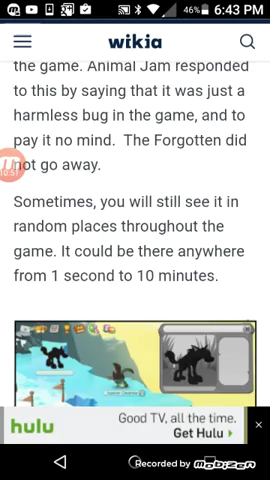 46% 6:43 PM
wikia
the game. Animal Jam responded
to this by saying that it was just a
harmless bug in the game, and to
pay it no mind.  The Forgotten did
not go away.
10:51
Sometimes, you will still see it in
random places throughout the
game. It could be there anywhere
from 1 second to 10 minutes.
hulu
Good TV, all the time.
Get Hulu
Recorded by mobizen